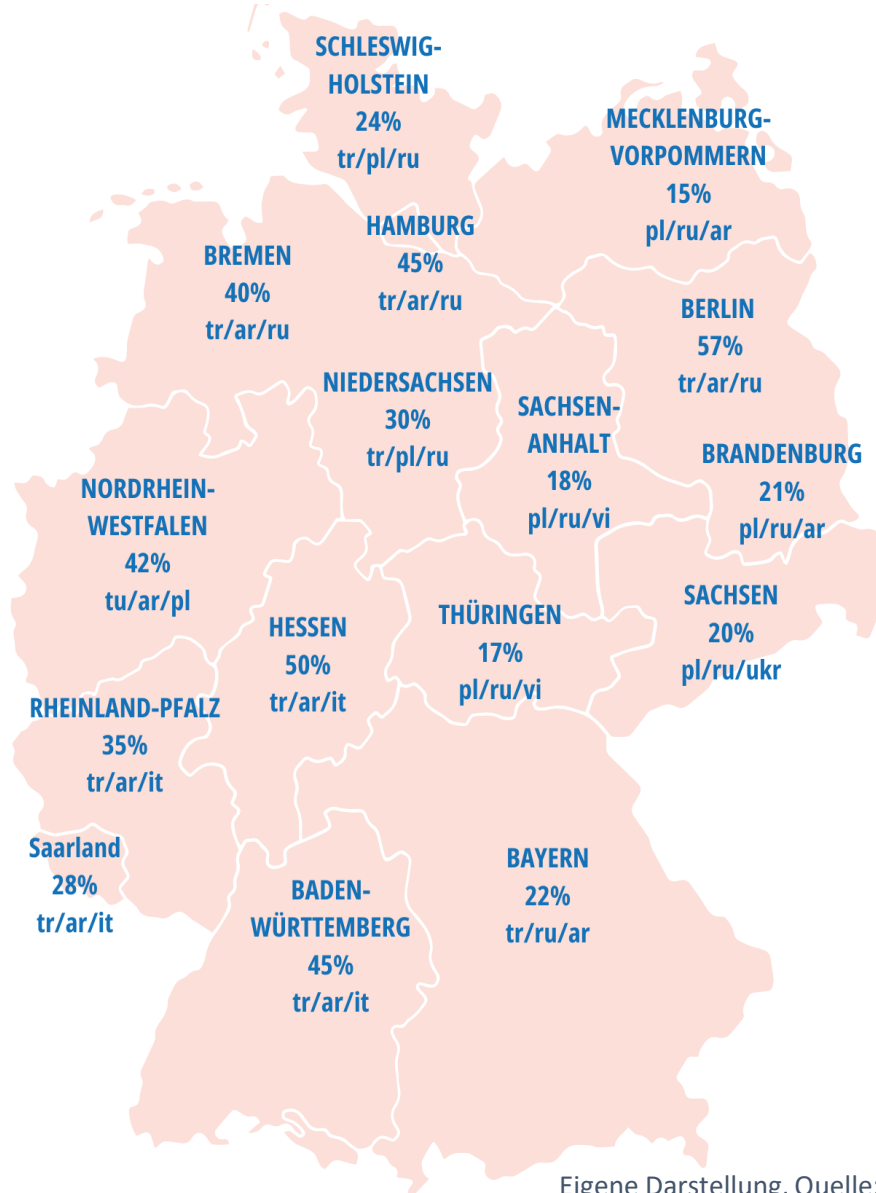 SCHLESWIG-
HOLSTEIN
24%
tr/pl/ru
MECKLENBURG-
VORPOMMERN
15%
pl/ru/ar
HAMBURG
45%
tr/ar/ru
BREMEN
40%
tr/ar/ru
BERLIN
57%
tr/ar/ru
NIEDERSACHSEN
30%
tr/pl/ru
SACHSEN-
ANHALT
18%
pl/ru/vi
BRANDENBURG
21%
pl/ru/ar
NORDRHEIN-
WESTFALEN
42%
tu/ar/pl
HESSEN
50%
tr/ar/it
THÜRINGEN
17%
pl/ru/vi
SACHSEN
20%
pl/ru/ukr
RHEINLAND-PFALZ
35%
tr/ar/it
Saarland
28%
tr/ar/it
BADEN-
WÜRTTEMBERG
45%
tr/ar/it
BAYERN
22%
tr/ru/ar
Eigene Darstellung. Quelle: